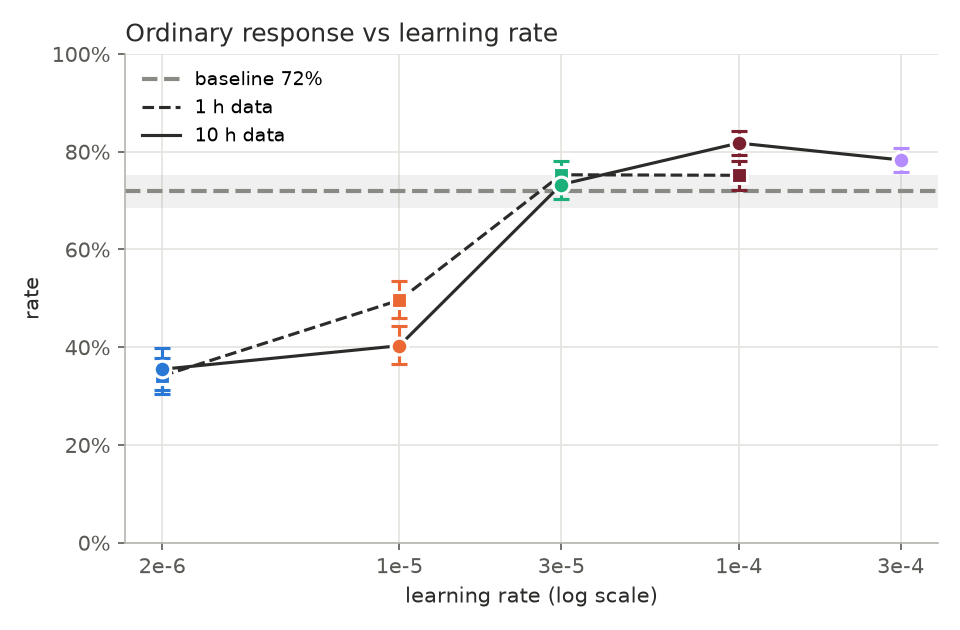 Ordinary response vs learning rate
100%
80%
60%
40%
20%
0%
rate
baseline 72%
1 h data
10 h data
2e-6
1e-5
3e-5
1e-4
3e-4
learning rate (log scale)